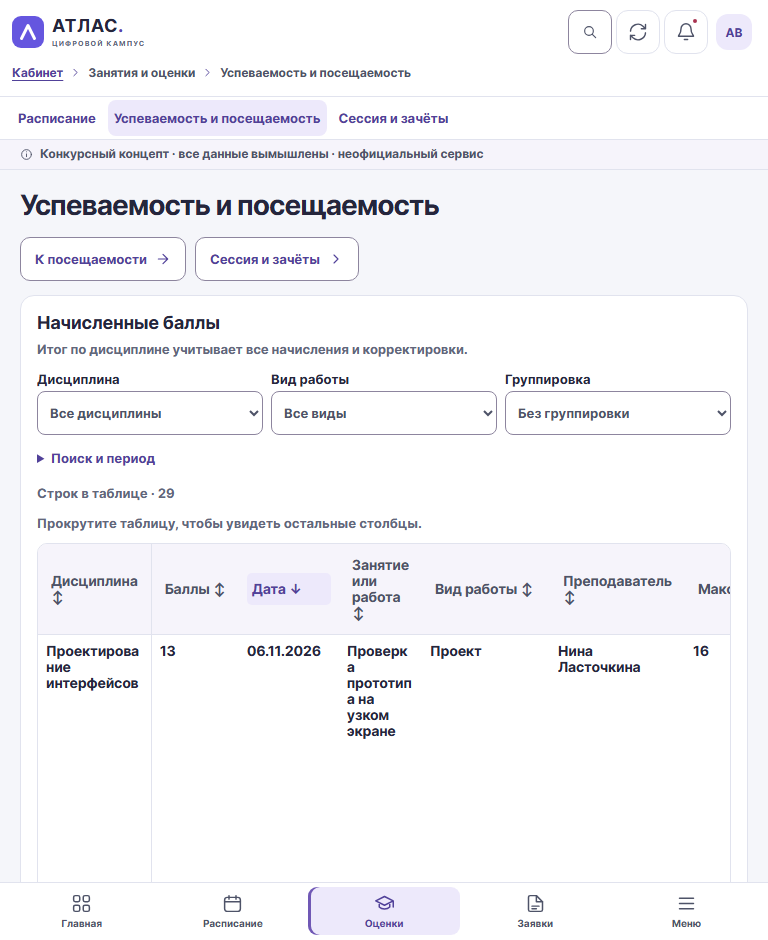 АТЛАС.
ЦИФРОВОЙ КАМПУС
АВ
Кабинет > Занятия и оценки > Успеваемость и посещаемость
Расписание Успеваемость и посещаемость Сессия и зачёты
Конкурсный концепт · все данные вымышлены · неофициальный сервис
Успеваемость и посещаемость
К посещаемости → Сессия и зачёты >
Начисленные баллы
Итог по дисциплине учитывает все начисления и корректировки.
Дисциплина Вид работы Группировка
Все дисциплины Все виды Без группировки
Поиск и период
Строк в таблице · 29
Прокрутите таблицу, чтобы увидеть остальные столбцы.
Дисциплина ↕ Баллы ↕ Дата ↓
Занятие
или
работа
↕
Вид работы ↕ Преподаватель ↕ Макс
Проектирова
ние
интерфейсов
13 06.11.2026
Проверк
а
прототип
а на
узком
экране
Проект
Нина
Ласточкина
16
Главная Расписание Оценки Заявки Меню